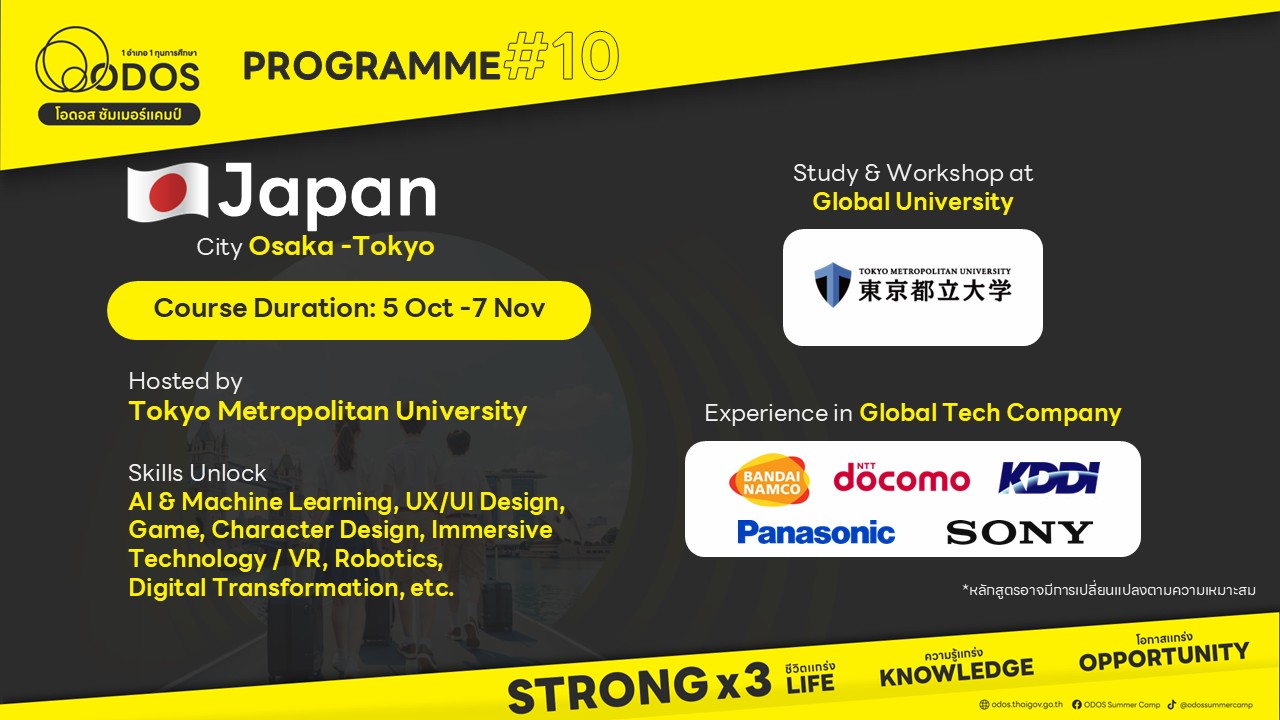 1 อำเภอ 1 ทุนการศึกษา
ODOS
โอดอส ซัมเมอร์แคมป์
PROGRAMME #10
Japan
City Osaka -Tokyo
Course Duration: 5 Oct -7 Nov
Hosted by
Tokyo Metropolitan University
Skills Unlock
AI & Machine Learning, UX/UI Design,
Game, Character Design, Immersive
Technology / VR, Robotics,
Digital Transformation, etc.
Study & Workshop at
Global University
TOKYO METROPOLITAN UNIVERSITY
東京都立大学
Experience in Global Tech Company
BANDAI
NAMCO
NTT
döcomo
KDDI
Panasonic
SONY
*หลักสูตรอาจมีการเปลี่ยนแปลงตามความเหมาะสม
STRONG x 3
ชีวิตแกร่ง
LIFE
ความรู้แกร่ง
KNOWLEDGE
โอกาสแกร่ง
OPPORTUNITY
odos.thaigov.go.th ODOS Summer Camp @odossummercamp